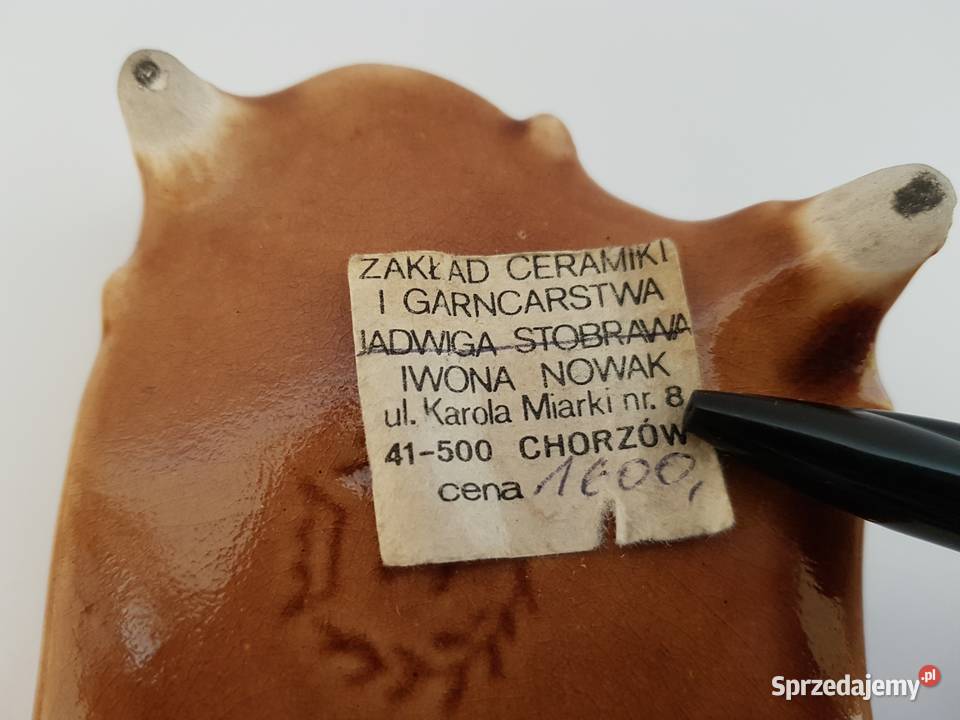 ZAKŁAD CERAMIKI
I GARNCARSTWA
JADWIGA STOBRAWA
IWONA NOWAK
ul. Karola Miarki nr. 8
41-500 CHORZÓW
cena 1600,
Sprzedajemy.pl